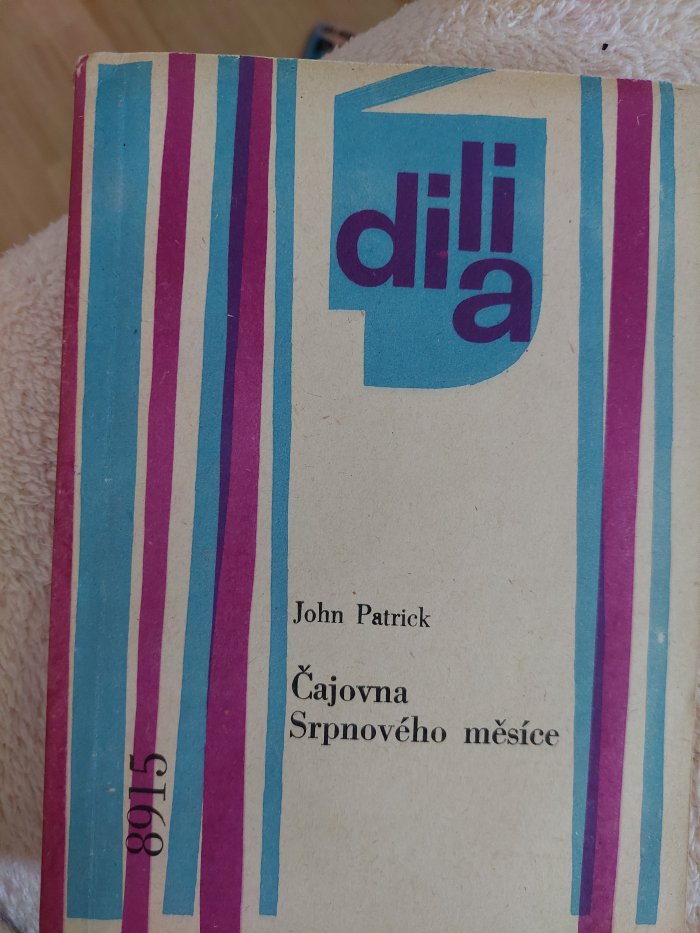 dilia
John Patrick
Čajovna
Srpnového měsíce
8915